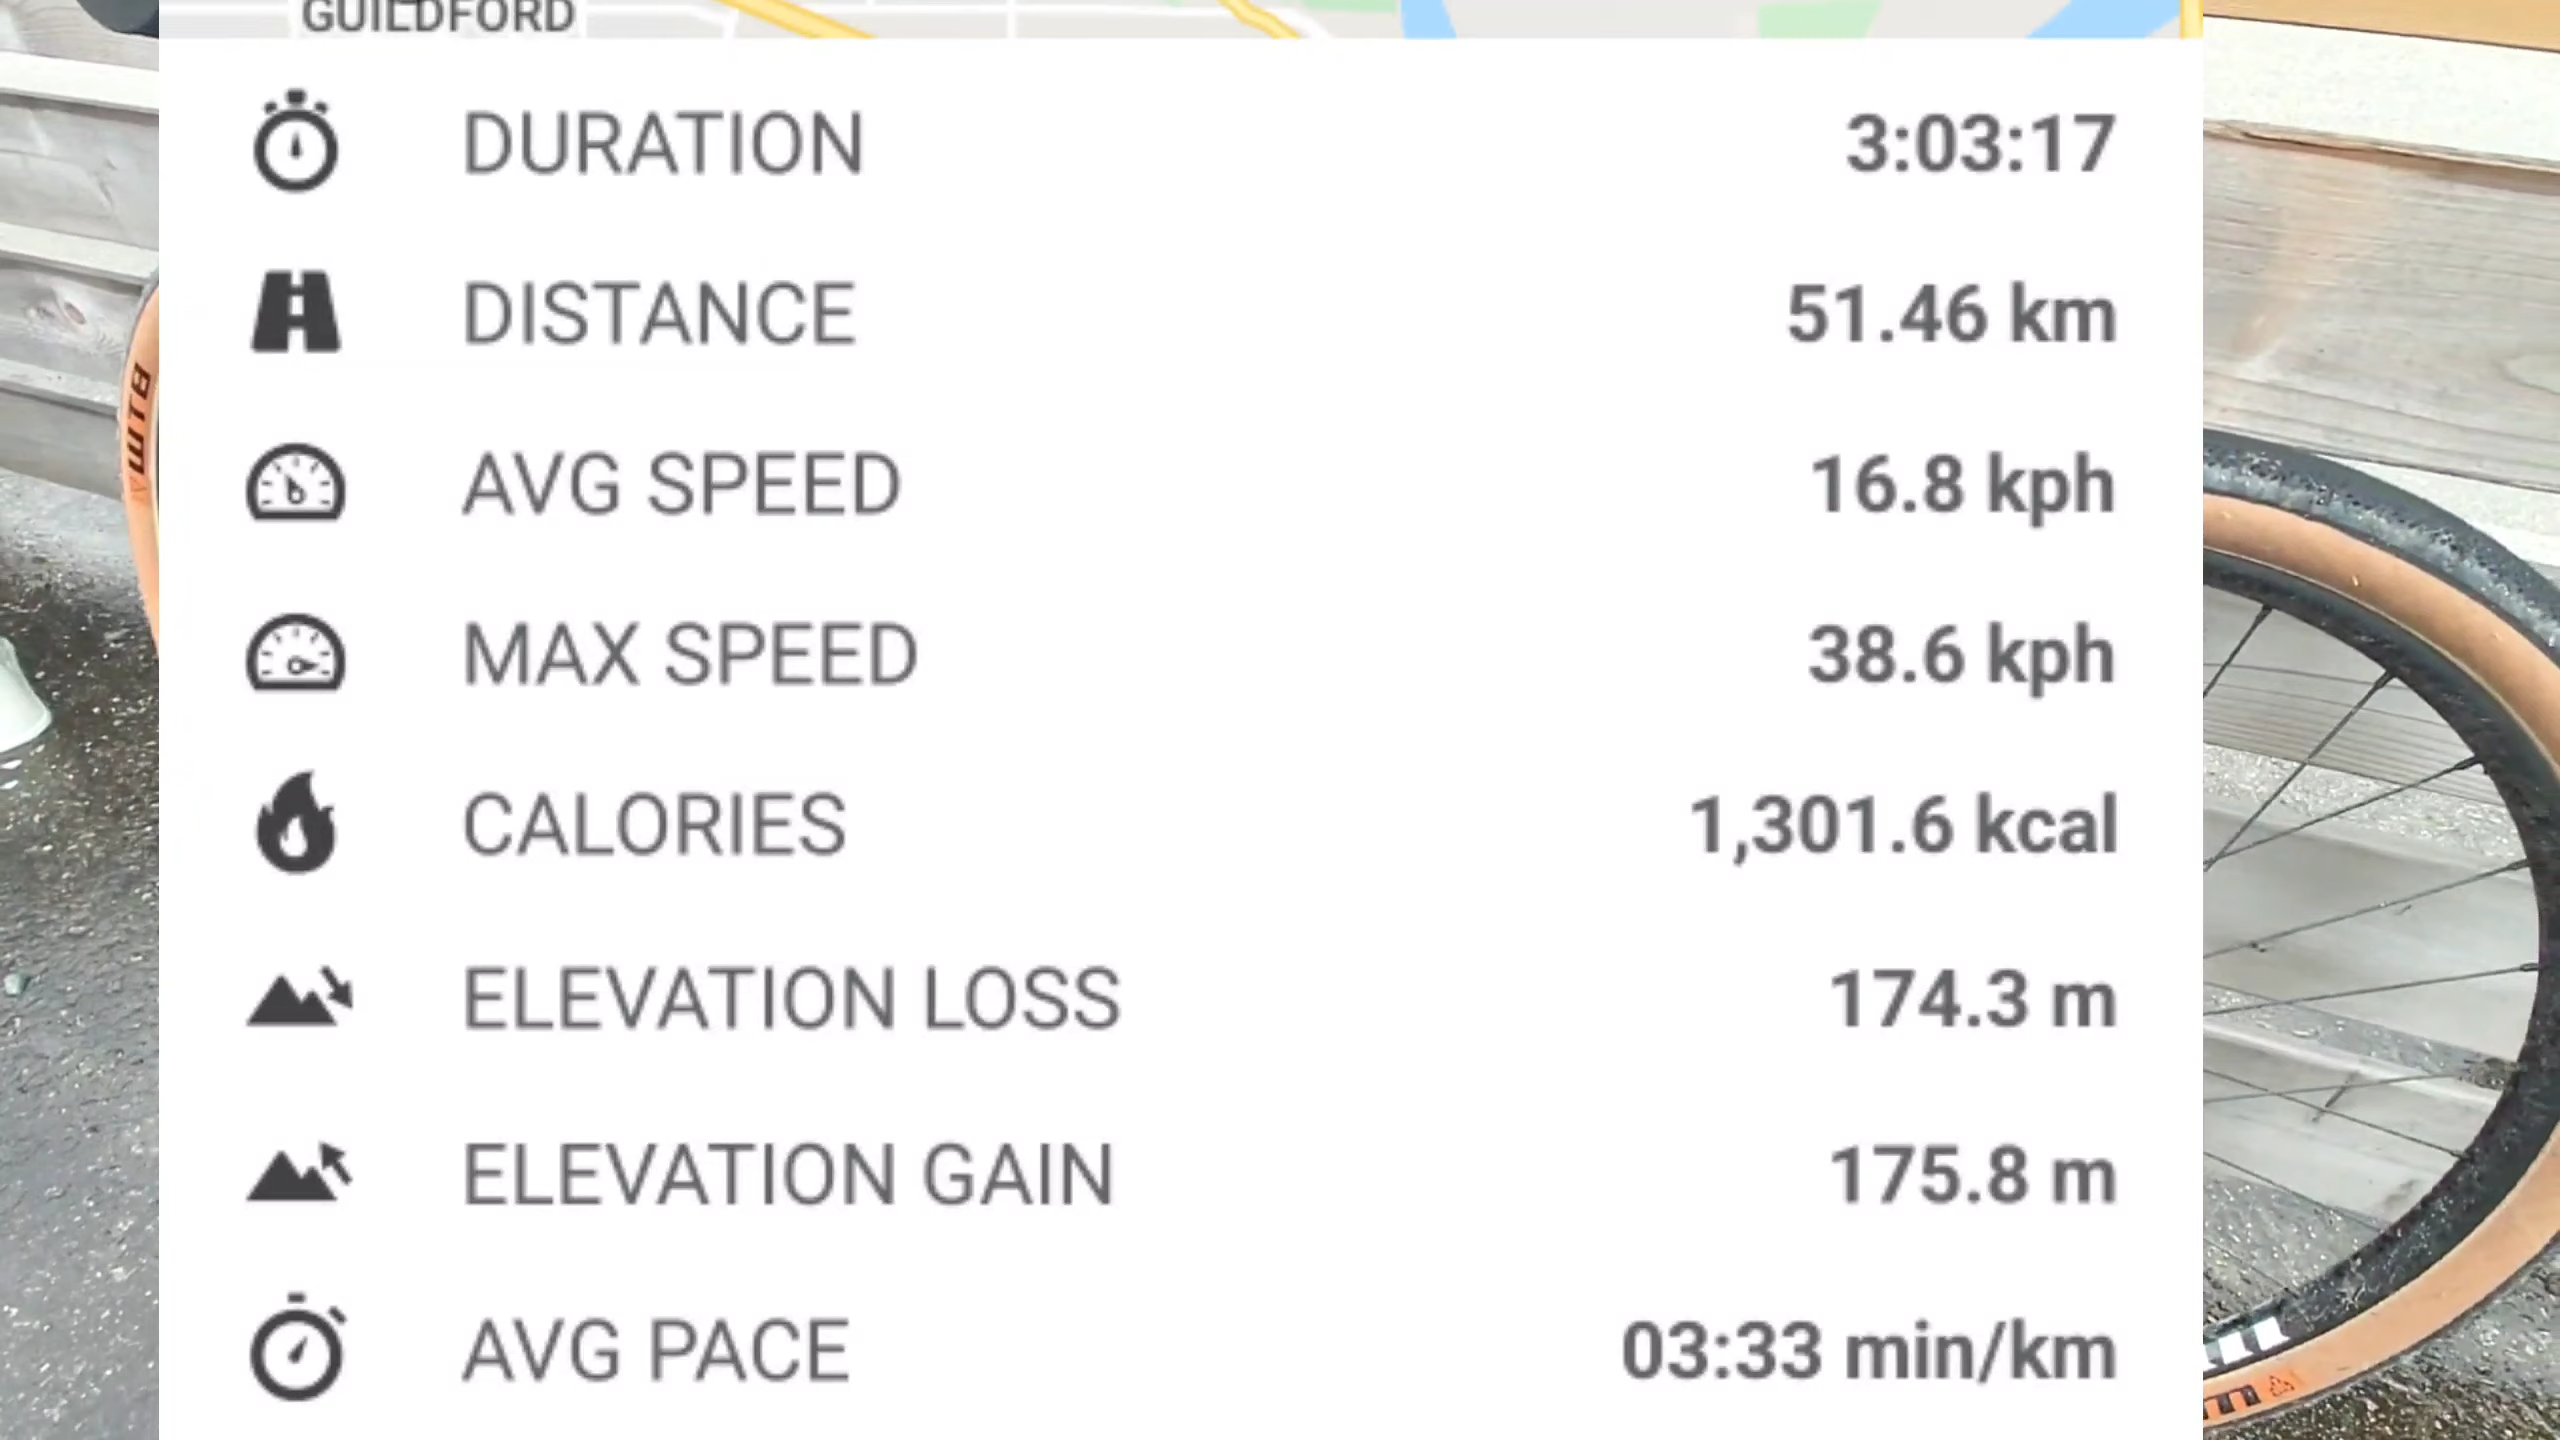 GUILDFORD
DURATION 3:03:17
DISTANCE 51.46 km
AVG SPEED 16.8 kph
MAX SPEED 38.6 kph
CALORIES 1,301.6 kcal
ELEVATION LOSS 174.3 m
ELEVATION GAIN 175.8 m
AVG PACE 03:33 min/km
WTB